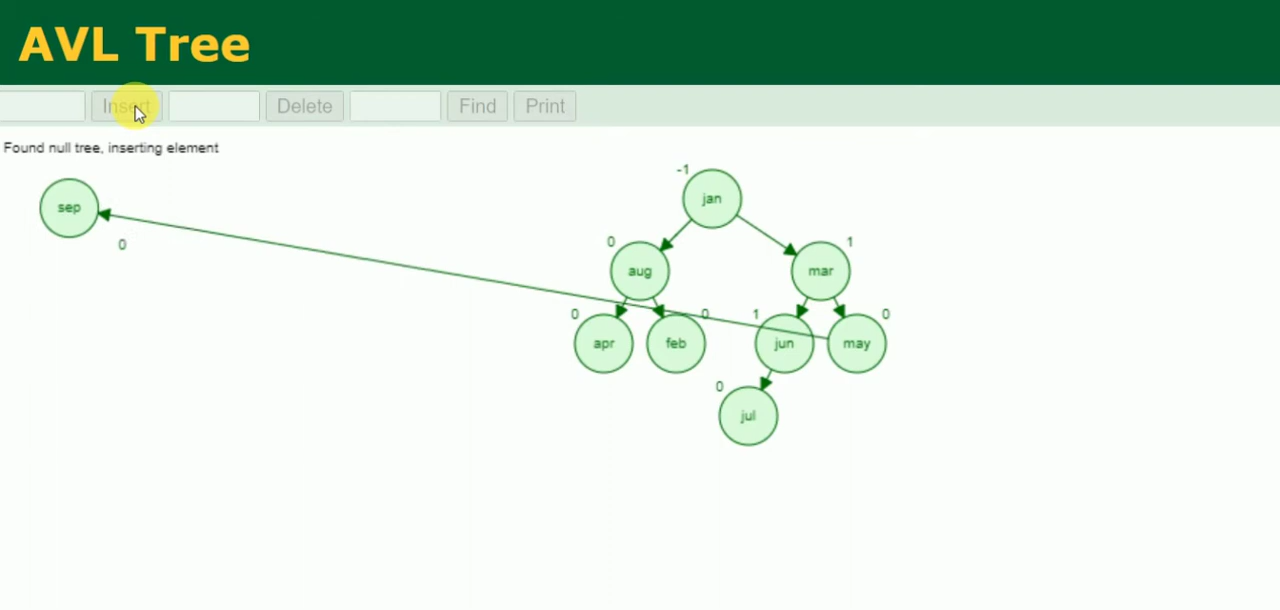 AVL Tree
Insert Delete Find Print
Found null tree, inserting element
-1
jan
sep
0
0
aug
mar
1
0
apr
feb
0
1
jun
may
0
0
jul